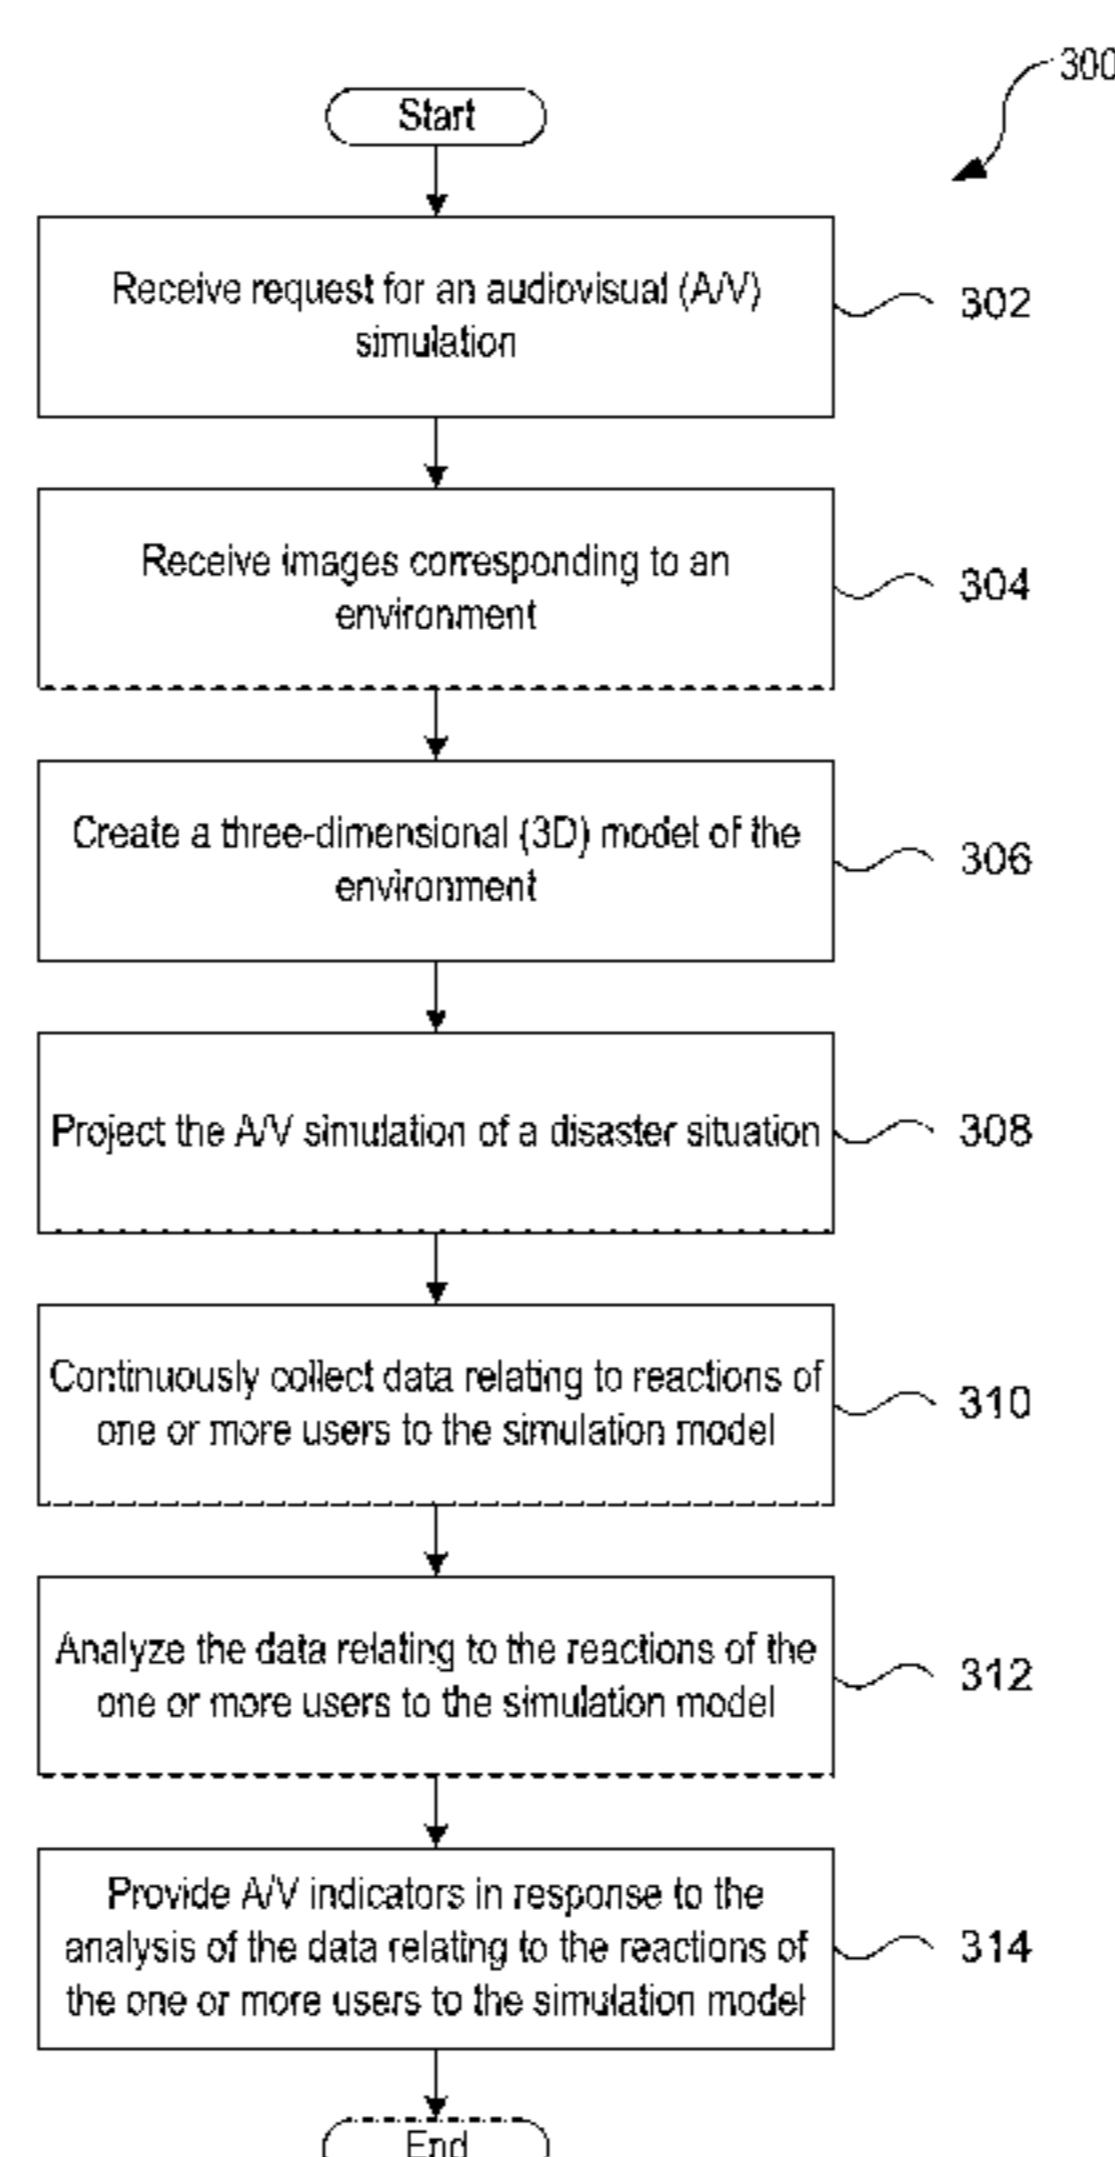 300
Start
Receive request for an audiovisual (A/V)
simulation
302
Receive images corresponding to an
environment
304
Create a three-dimensional (3D) model of the
environment
306
Project the A/V simulation of a disaster situation
308
Continuously collect data relating to reactions of
one or more users to the simulation model
310
Analyze the data relating to the reactions of the
one or more users to the simulation model
312
Provide A/V indicators in response to the
analysis of the data relating to the reactions of
the one or more users to the simulation model
314
End